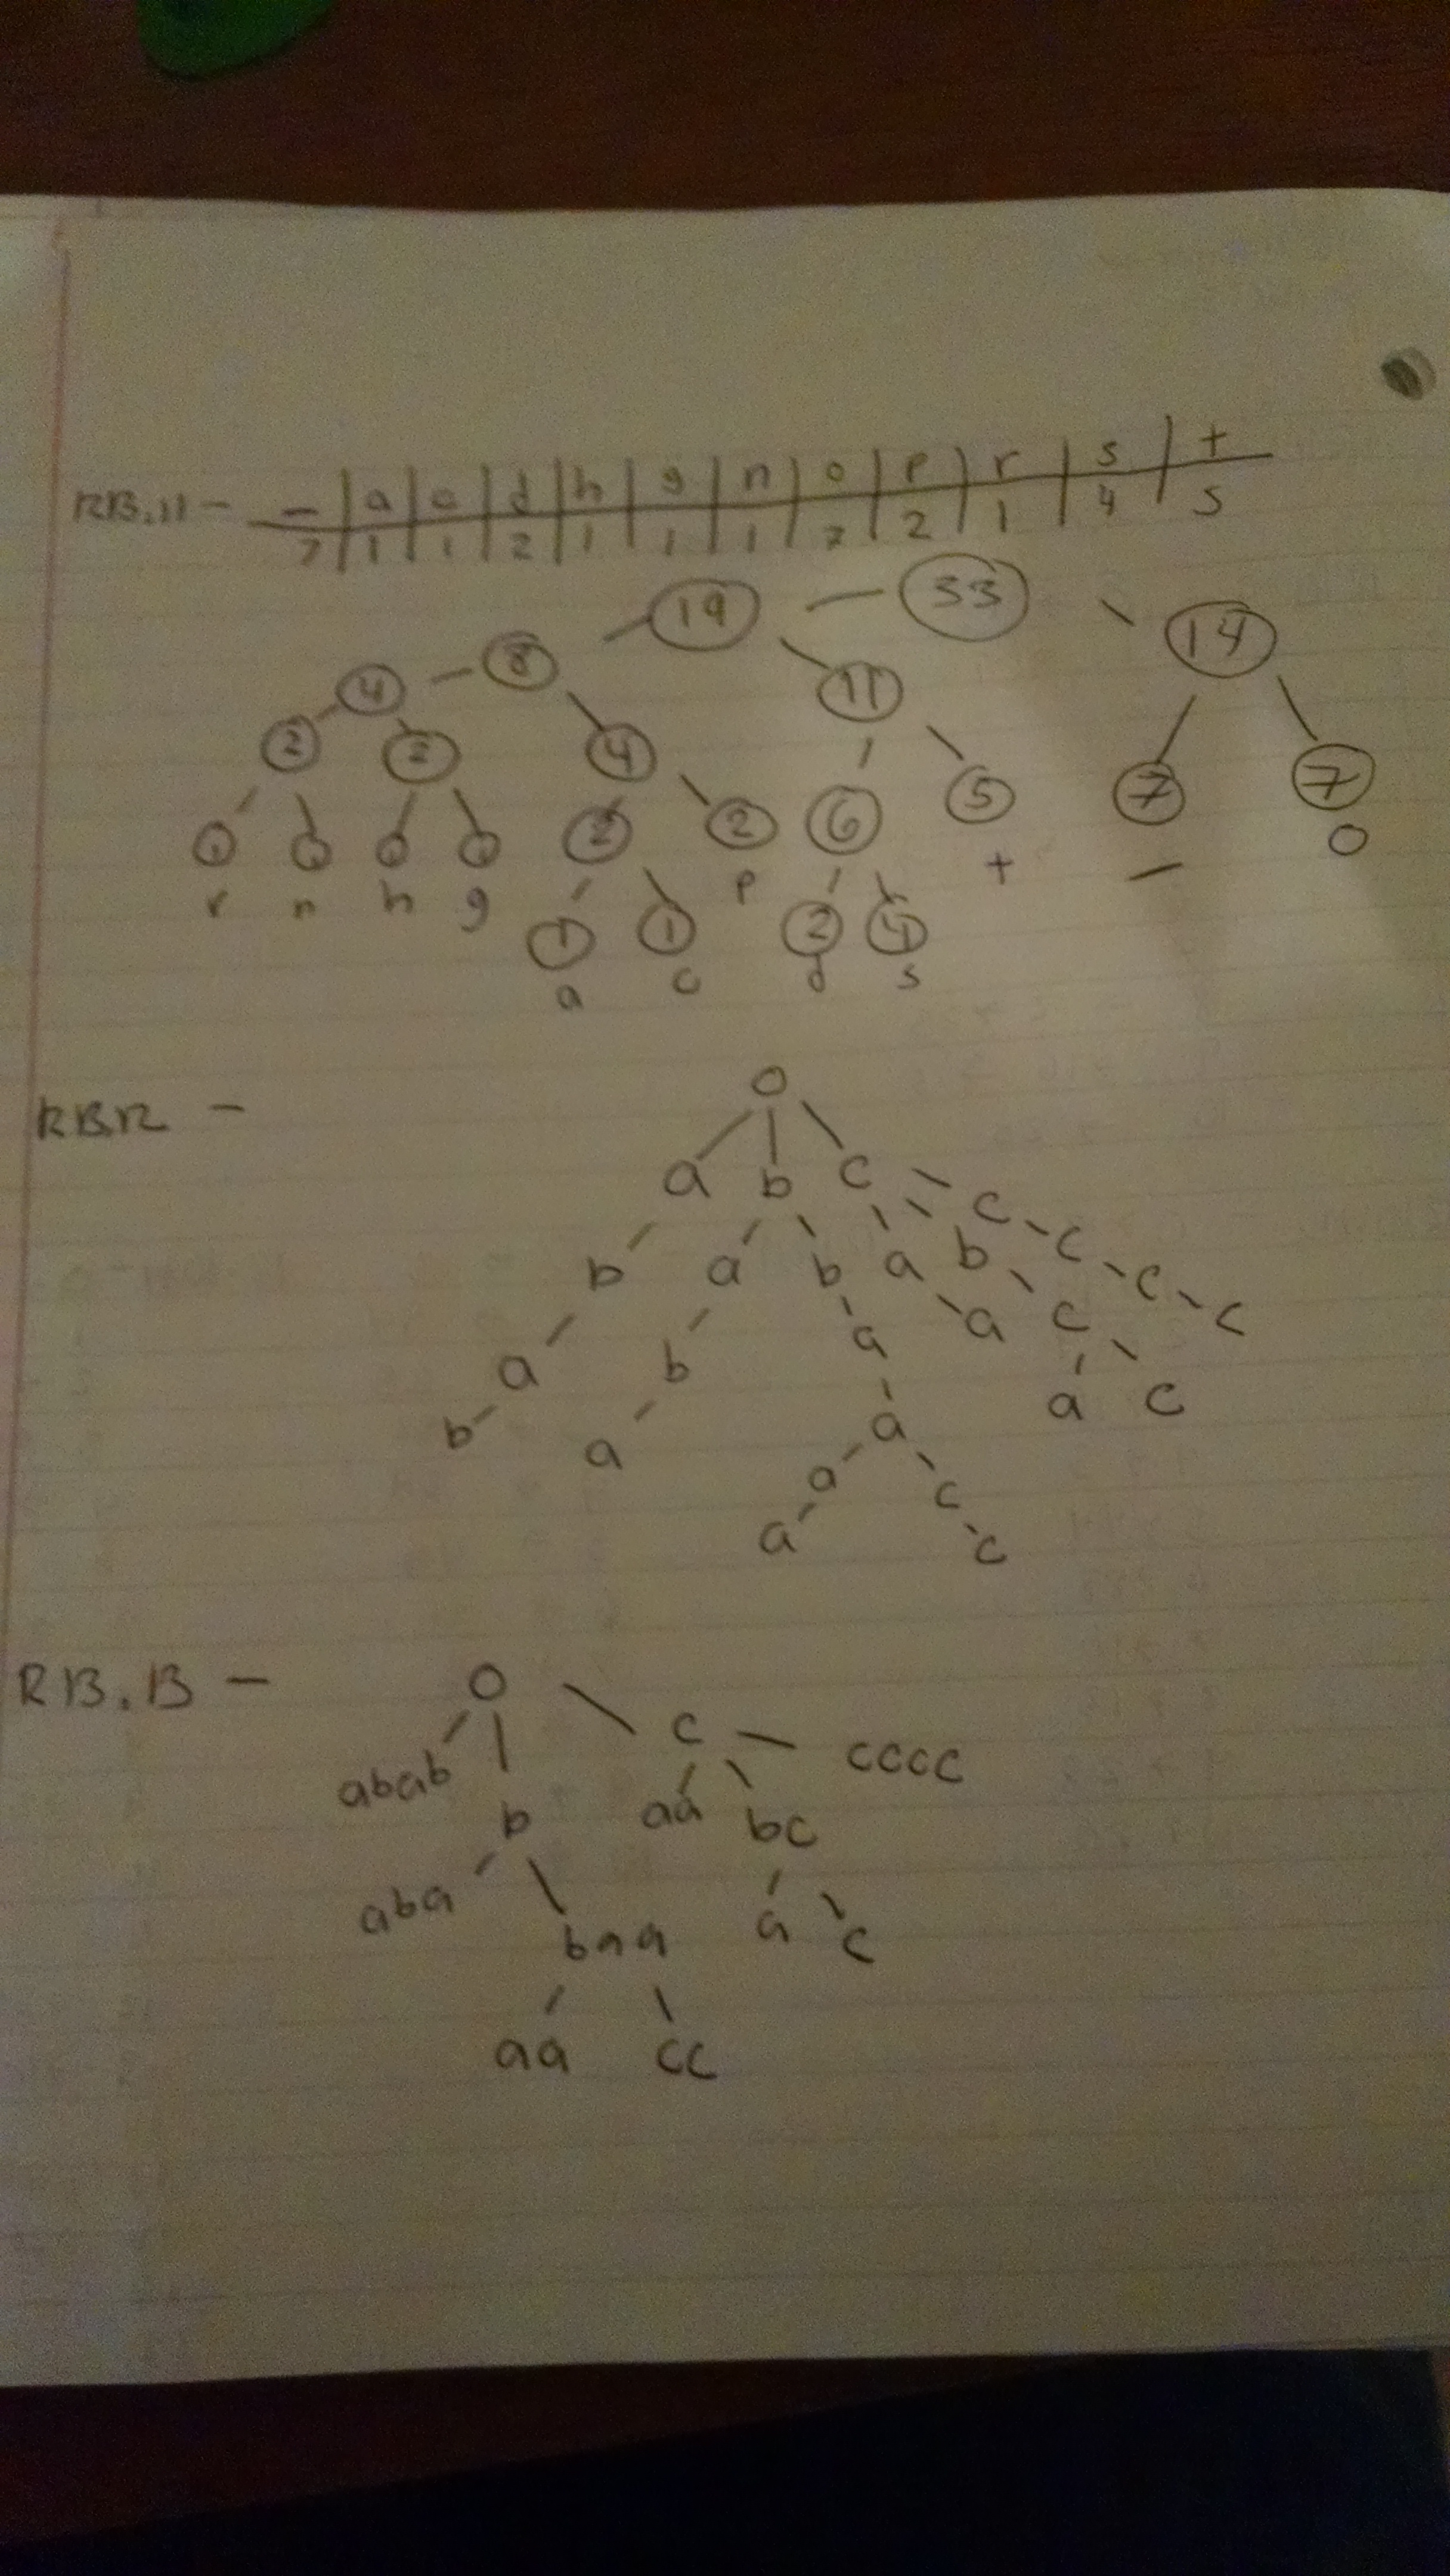 R13.11 - — | a | c | d | h | g | n | o | p | r | s | t
7 | 1 | 1 | 2 | 1 | 1 | 1 | 7 | 2 | 1 | 4 | 5
19 33
8 14
4 11
2 2 4 7 7
2 2 6 5 o
1 1 1 1 p t —
r n h g 1 1 2 4
a c d s
R13.12 -
o
a b c c
b a b a b c
a b a a c c c
b a a a c
a c
a c
R13.13 -
o c cccc
abab b aa bc
aba baa a c
aa cc